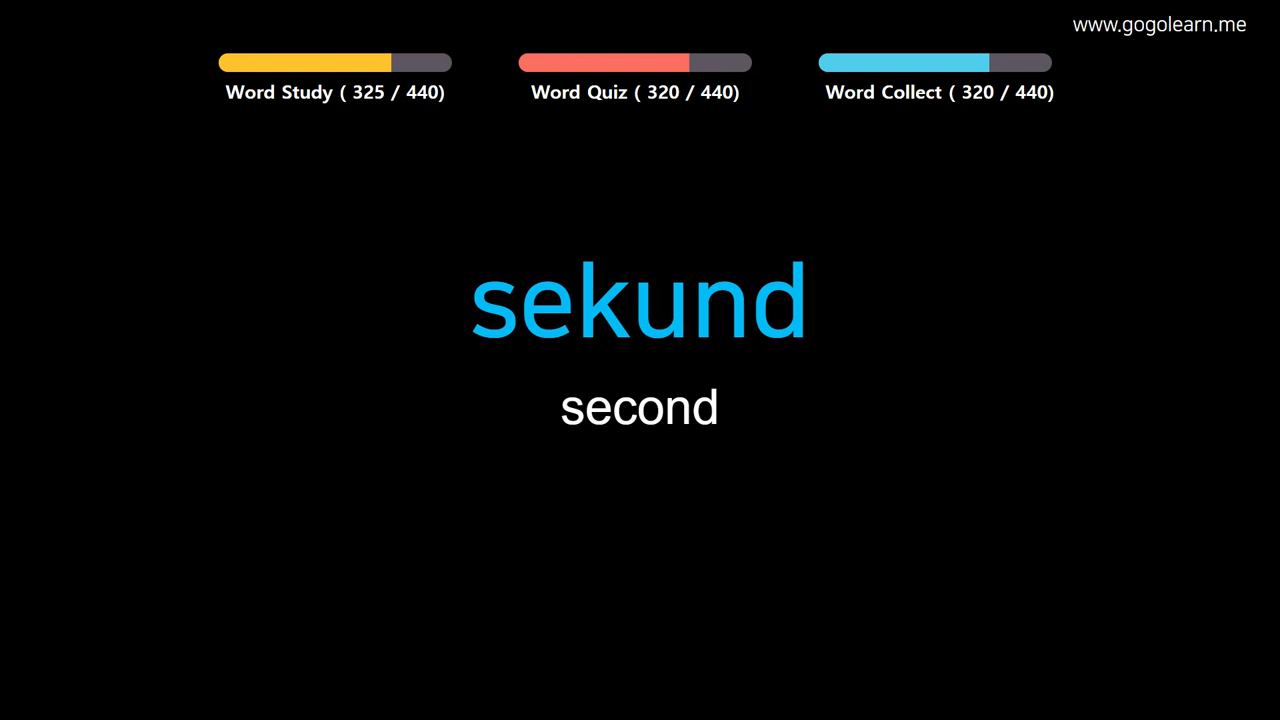 www.gogolearn.me
Word Study ( 325 / 440)
Word Quiz ( 320 / 440)
Word Collect ( 320 / 440)
sekund
second